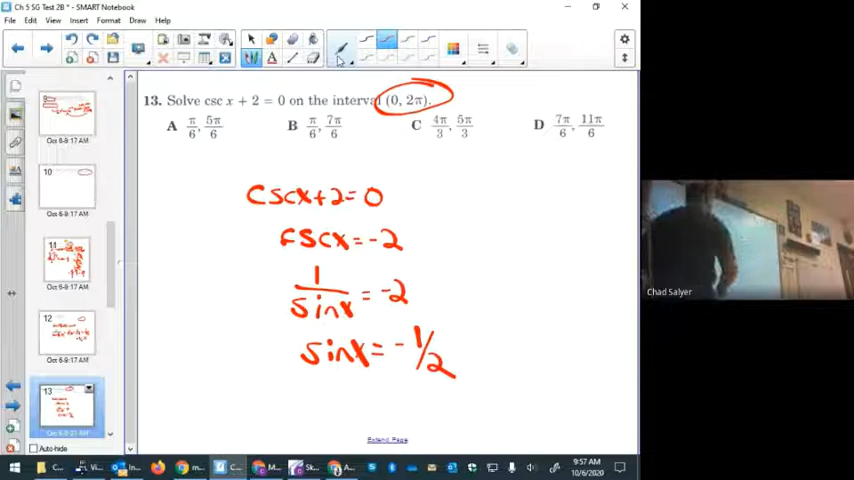 Ch 5 SG Test 2B * - SMART Notebook
File Edit View Insert Format Draw Help
13. Solve csc x + 2 = 0 on the interval (0, 2π).
A π/6, 5π/6 B π/6, 7π/6 C 4π/3, 5π/3 D 7π/6, 11π/6
cscx+2=0
cscx=-2
1/sinx=-2
sinx=-1/2
Chad Salyer
Oct 6-9:17 AM
10
Oct 6-9:17 AM
11
Oct 6-9:17 AM
12
Oct 6-9:17 AM
13
Auto-hide
Extend Page
C... Vi... In... m... C... M... Sk... A...
9:57 AM
10/6/2020